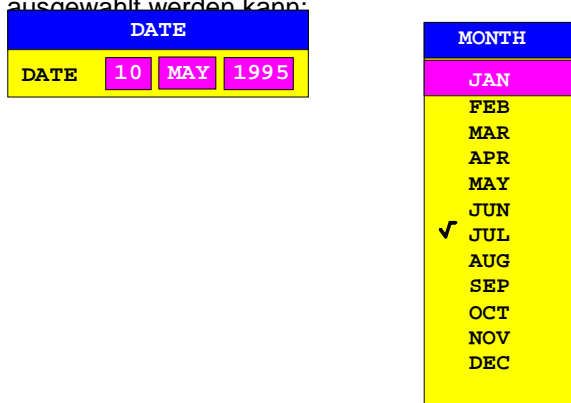 ausgewählt werden kann:
DATE
DATE 10 MAY 1995
MONTH
JAN
FEB
MAR
APR
MAY
JUN
√ JUL
AUG
SEP
OCT
NOV
DEC